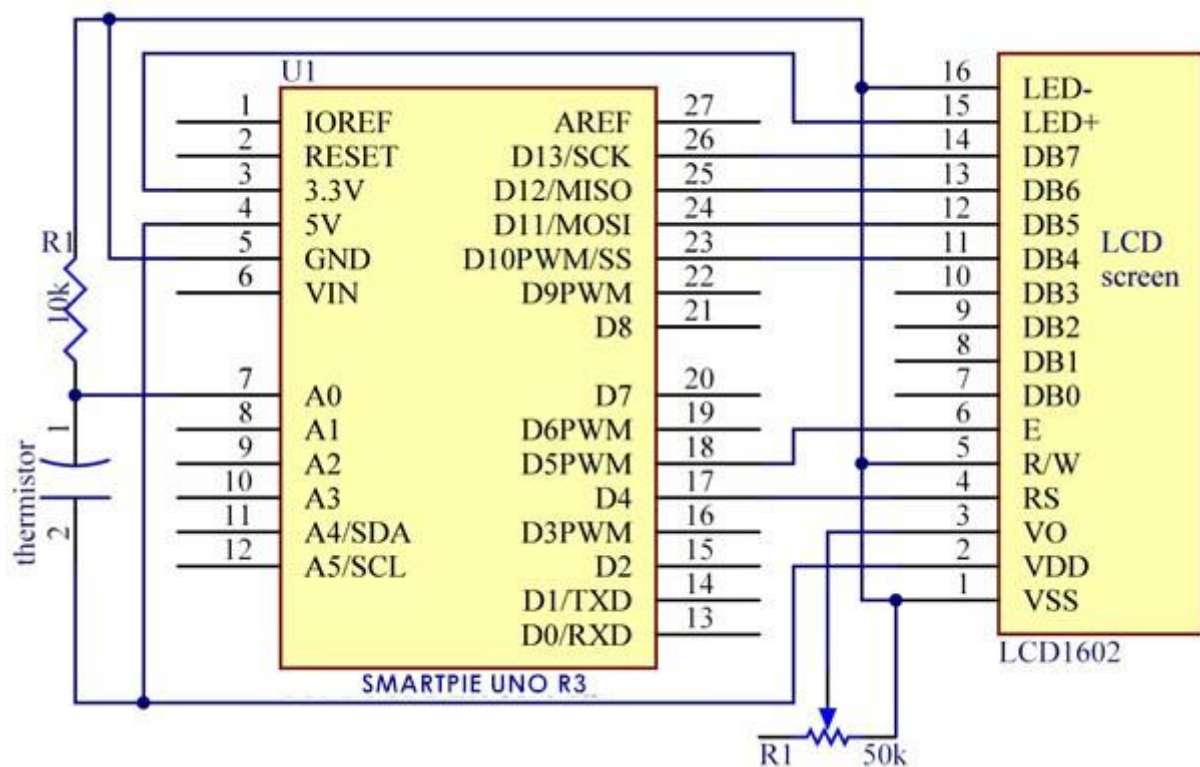 U1
1 IOREF
2 RESET
3 3.3V
4 5V
5 GND
6 VIN
7 A0
8 A1
9 A2
10 A3
11 A4/SDA
12 A5/SCL
AREF 27
D13/SCK 26
D12/MISO 25
D11/MOSI 24
D10PWM/SS 23
D9PWM 22
D8 21
D7 20
D6PWM 19
D5PWM 18
D4 17
D3PWM 16
D2 15
D1/TXD 14
D0/RXD 13
SMARTPIE UNO R3
R1
10k
thermistor
1
2
16 LED-
15 LED+
14 DB7
13 DB6
12 DB5
11 DB4
10 DB3
9 DB2
8 DB1
7 DB0
6 E
5 R/W
4 RS
3 VO
2 VDD
1 VSS
LCD
screen
LCD1602
R1 50k